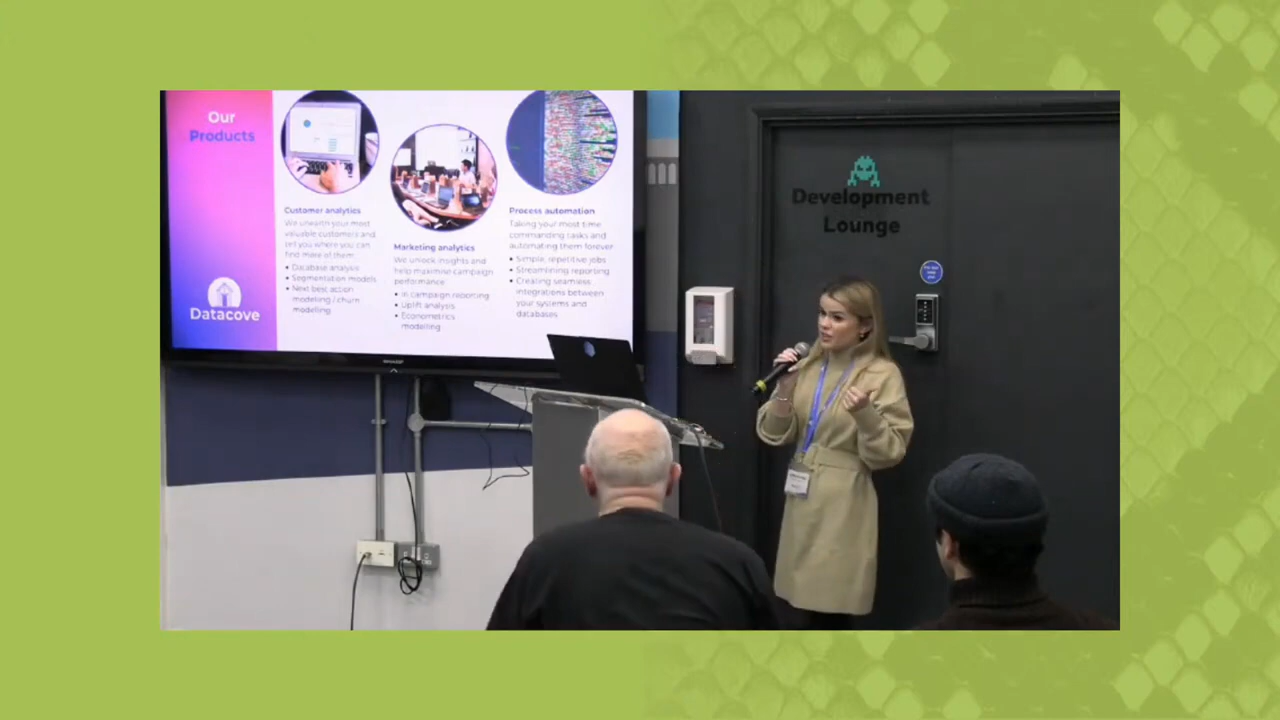 Our
Products
Datacove
Customer analytics
We unearth your most
valuable customers and
tell you where you can
find more of them
• Database analysis
• Segmentation models
• Next best action
modelling / churn
modelling
Marketing analytics
We unlock insights and
help maximise campaign
performance
• In campaign reporting
• Uplift analysis
• Econometrics
modelling
Process automation
Taking your most time
commanding tasks and
automating them forever
• Simple, repetitive jobs
• Streamlining reporting
• Creating seamless
integrations between
your systems and
databases
SHARP
Development
Lounge